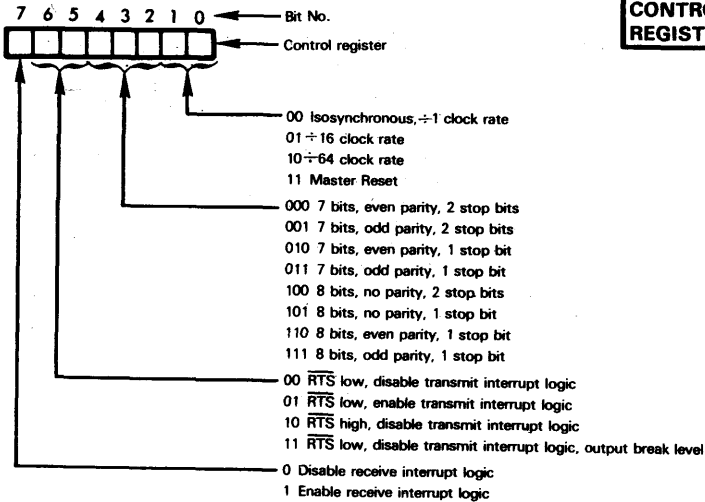 7 6 5 4 3 2 1 0 Bit No.
CONTRO
REGIST
Control register
00 Isosynchronous, ÷1 clock rate
01 ÷ 16 clock rate
10 ÷ 64 clock rate
11 Master Reset
000 7 bits, even parity, 2 stop bits
001 7 bits, odd parity, 2 stop bits
010 7 bits, even parity, 1 stop bit
011 7 bits, odd parity, 1 stop bit
100 8 bits, no parity, 2 stop bits
101 8 bits, no parity, 1 stop bit
110 8 bits, even parity, 1 stop bit
111 8 bits, odd parity, 1 stop bit
00 R̅T̅S̅ low, disable transmit interrupt logic
01 R̅T̅S̅ low, enable transmit interrupt logic
10 R̅T̅S̅ high, disable transmit interrupt logic
11 R̅T̅S̅ low, disable transmit interrupt logic, output break level
0 Disable receive interrupt logic
1 Enable receive interrupt logic